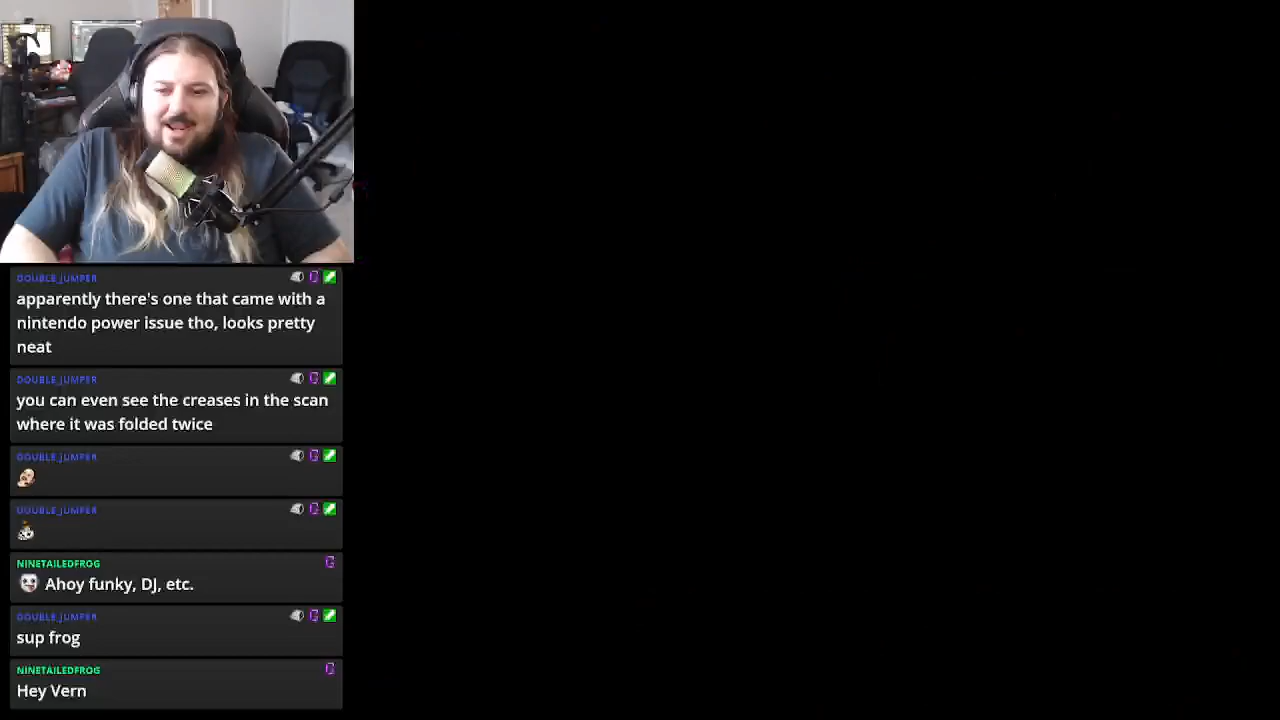 DOUBLE_JUMPER
apparently there's one that came with a
nintendo power issue tho, looks pretty
neat
DOUBLE_JUMPER
you can even see the creases in the scan
where it was folded twice
DOUBLE_JUMPER
DOUBLE_JUMPER
NINETAILEDFROG
Ahoy funky, DJ, etc.
DOUBLE_JUMPER
sup frog
NINETAILEDFROG
Hey Vern